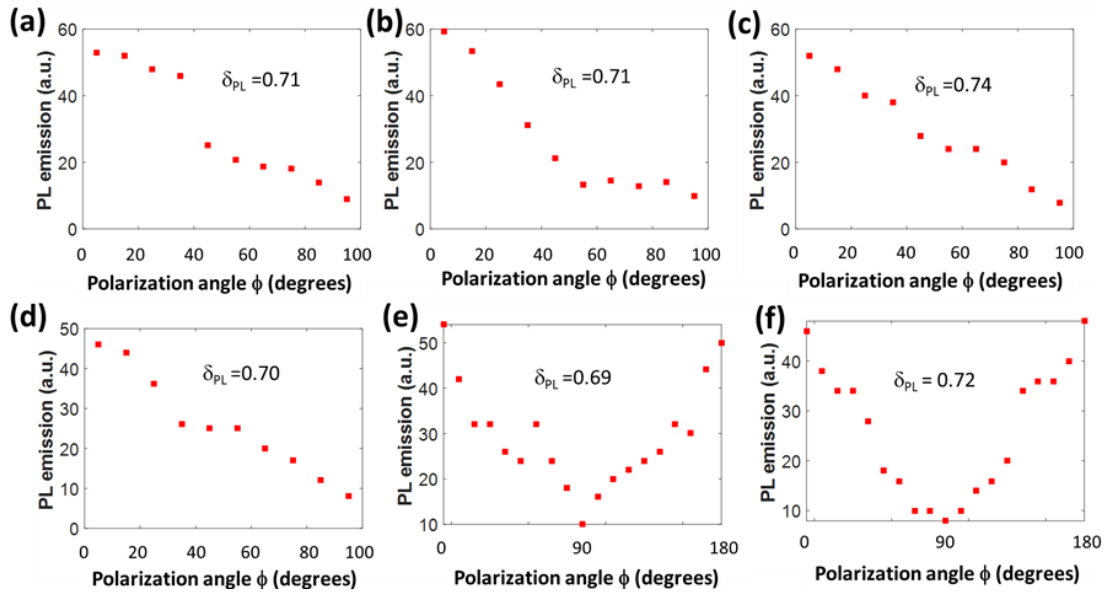 (a)
60
40
20
0
PL emission (a.u.)
δPL =0.71
0 20 40 60 80 100
Polarization angle ϕ (degrees)
(b)
60
40
20
0
PL emission (a.u.)
δPL =0.71
0 20 40 60 80 100
Polarization angle ϕ (degrees)
(c)
60
40
20
0
PL emission (a.u.)
δPL =0.74
0 20 40 60 80 100
Polarization angle ϕ (degrees)
(d)
50
40
30
20
10
0
PL emission (a.u.)
δPL =0.70
0 20 40 60 80 100
Polarization angle ϕ (degrees)
(e)
50
40
30
20
10
PL emission (a.u.)
δPL =0.69
0 90 180
Polarization angle ϕ (degrees)
(f)
40
30
20
10
PL emission (a.u.)
δPL = 0.72
0 90 180
Polarization angle ϕ (degrees)